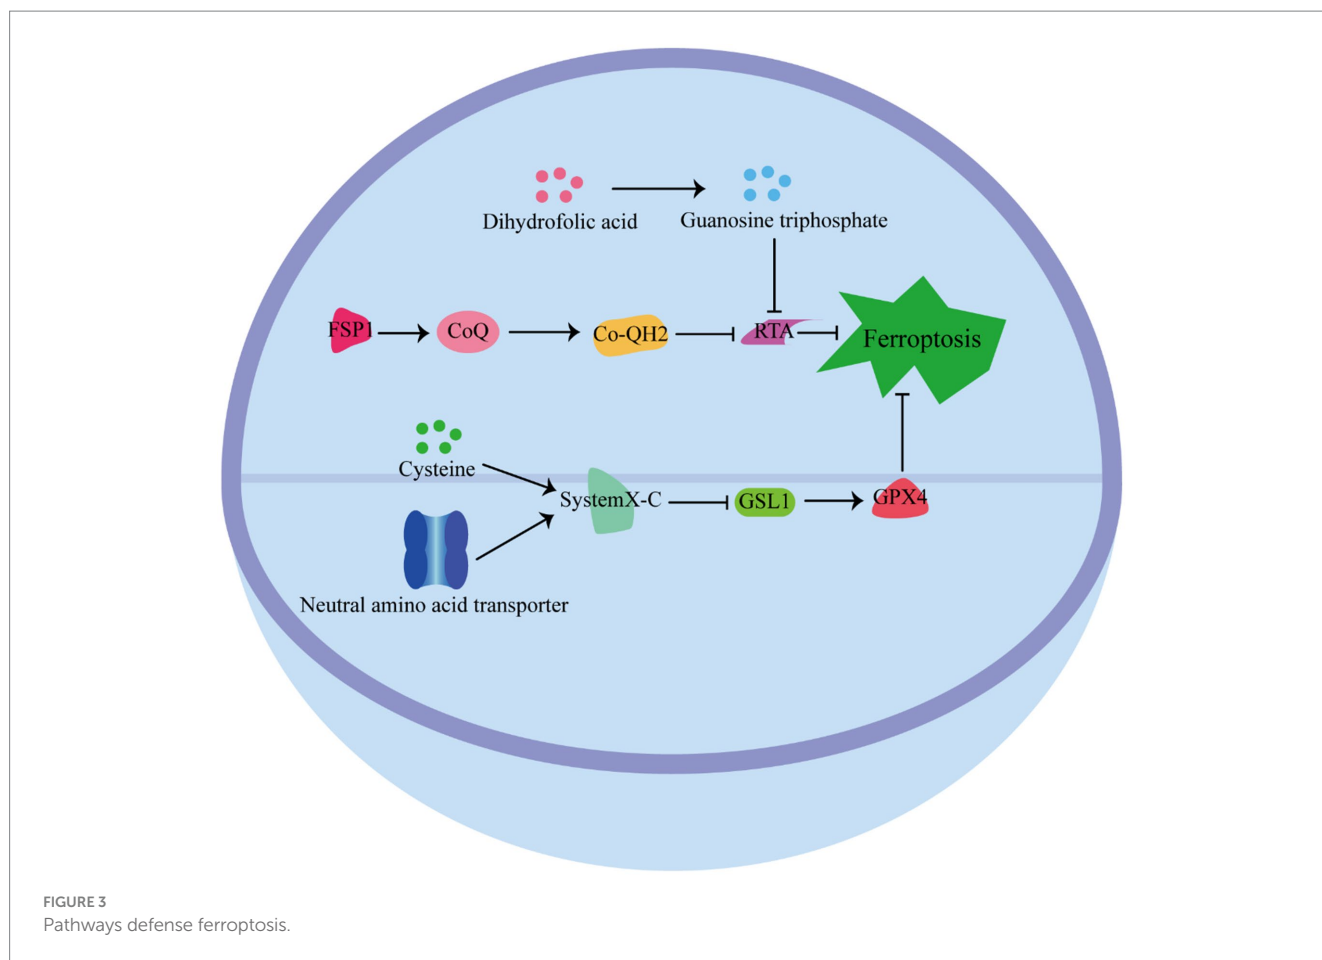 Dihydrofolic acid
Guanosine triphosphate
FSP1
CoQ
Co-QH2
RTA
Ferroptosis
Cysteine
SystemX-C
GSL1
GPX4
Neutral amino acid transporter
FIGURE 3
Pathways defense ferroptosis.